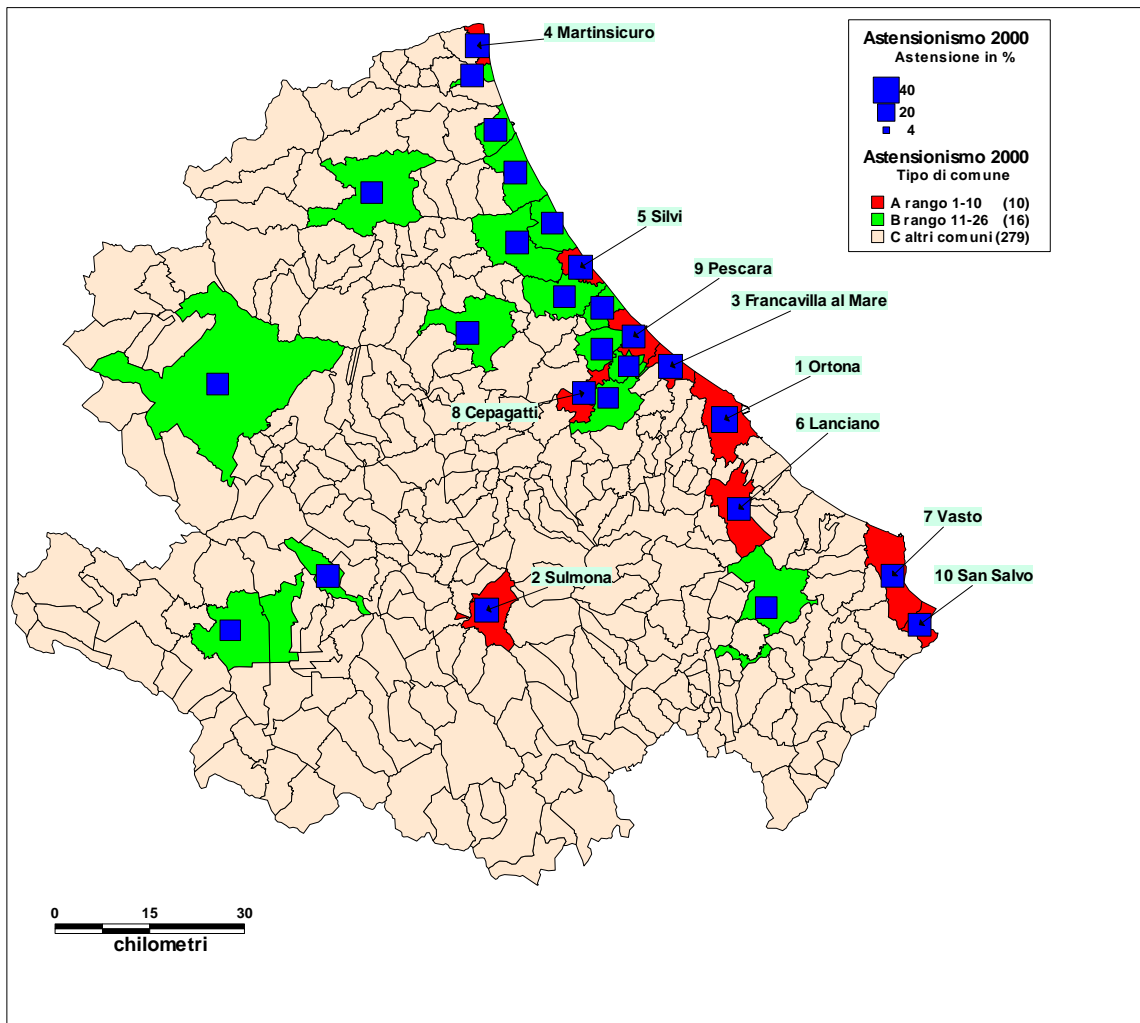 4 Martinsicuro
Astensionismo 2000
Astensione in %
40
20
4
Astensionismo 2000
Tipo di comune
A rango 1-10 (10)
B rango 11-26 (16)
C altri comuni (279)
5 Silvi
9 Pescara
3 Francavilla al Mare
1 Ortona
8 Cepagatti
6 Lanciano
7 Vasto
2 Sulmona
10 San Salvo
0 15 30
chilometri